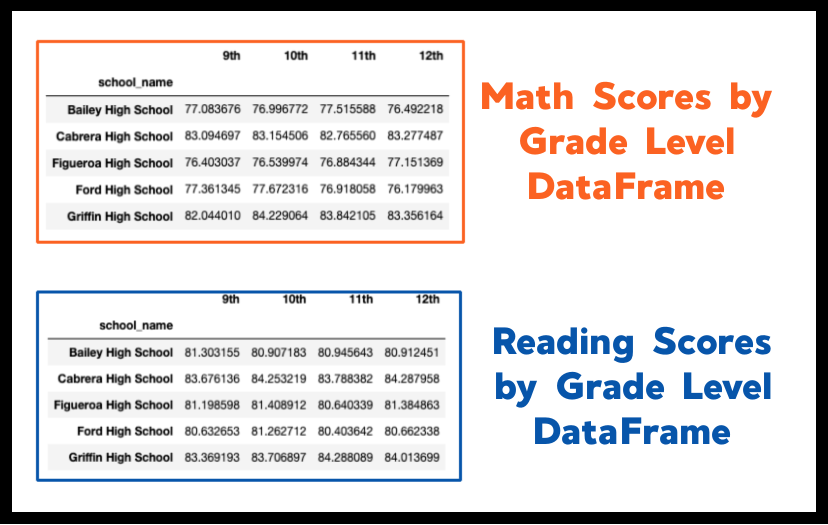 9th 10th 11th 12th
school_name
Bailey High School 77.083676 76.996772 77.515588 76.492218
Cabrera High School 83.094697 83.154506 82.765560 83.277487
Figueroa High School 76.403037 76.539974 76.884344 77.151369
Ford High School 77.361345 77.672316 76.918058 76.179963
Griffin High School 82.044010 84.229064 83.842105 83.356164
Math Scores by
Grade Level
DataFrame
9th 10th 11th 12th
school_name
Bailey High School 81.303155 80.907183 80.945643 80.912451
Cabrera High School 83.676136 84.253219 83.788382 84.287958
Figueroa High School 81.198598 81.408912 80.640339 81.384863
Ford High School 80.632653 81.262712 80.403642 80.662338
Griffin High School 83.369193 83.706897 84.288089 84.013699
Reading Scores
by Grade Level
DataFrame